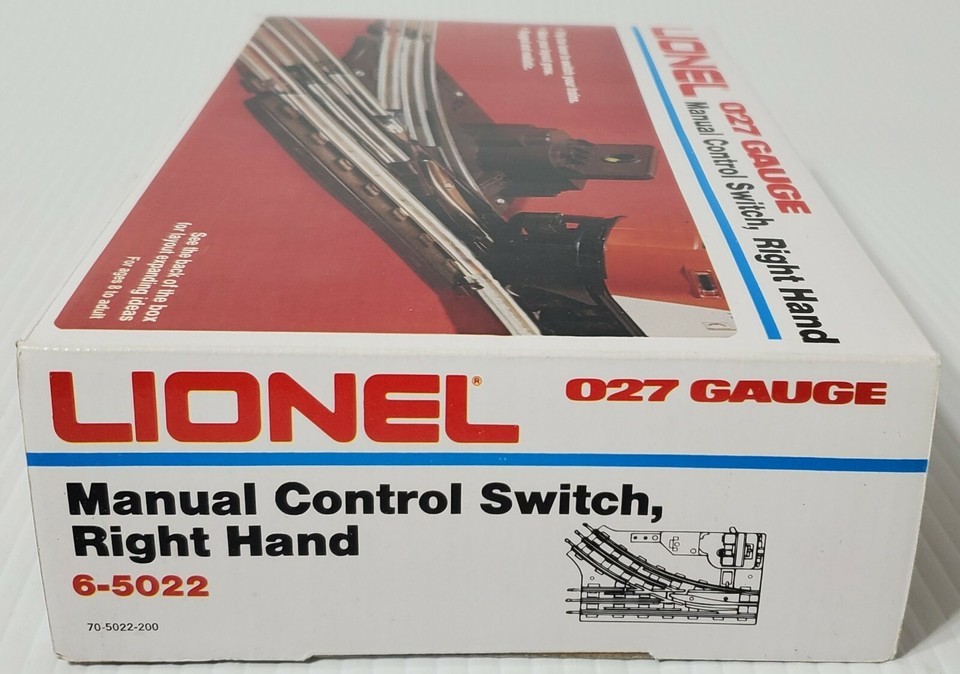 LIONEL 027 GAUGE
Manual Control Switch, Right Hand
See the back of the box
for layout expanding ideas
For ages 8 to adult
LIONEL® 027 GAUGE
Manual Control Switch,
Right Hand
6-5022
70-5022-200